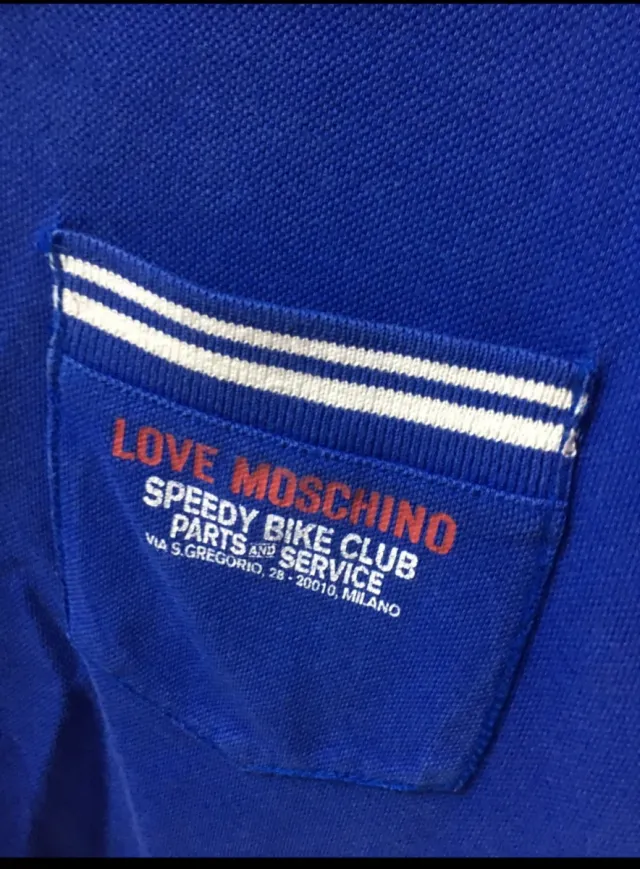 LOVE MOSCHINO
SPEEDY BIKE CLUB
PARTS AND SERVICE
VIA S.GREGORIO, 28 - 20010, MILANO